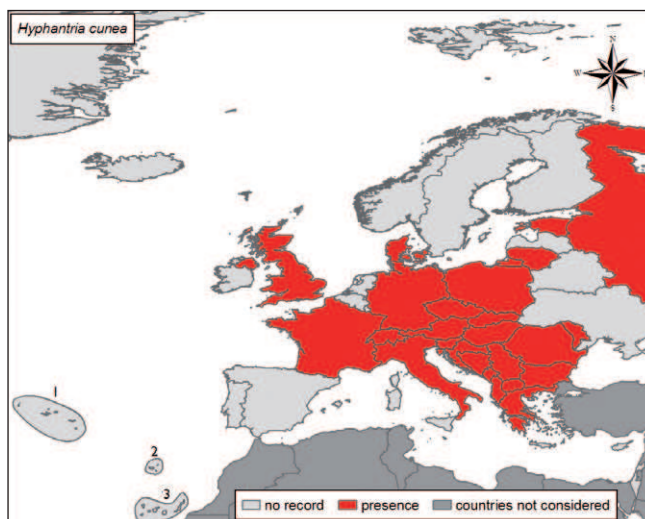 Hyphantria cunea
N
W
S
1
2
3
no record presence countries not considered